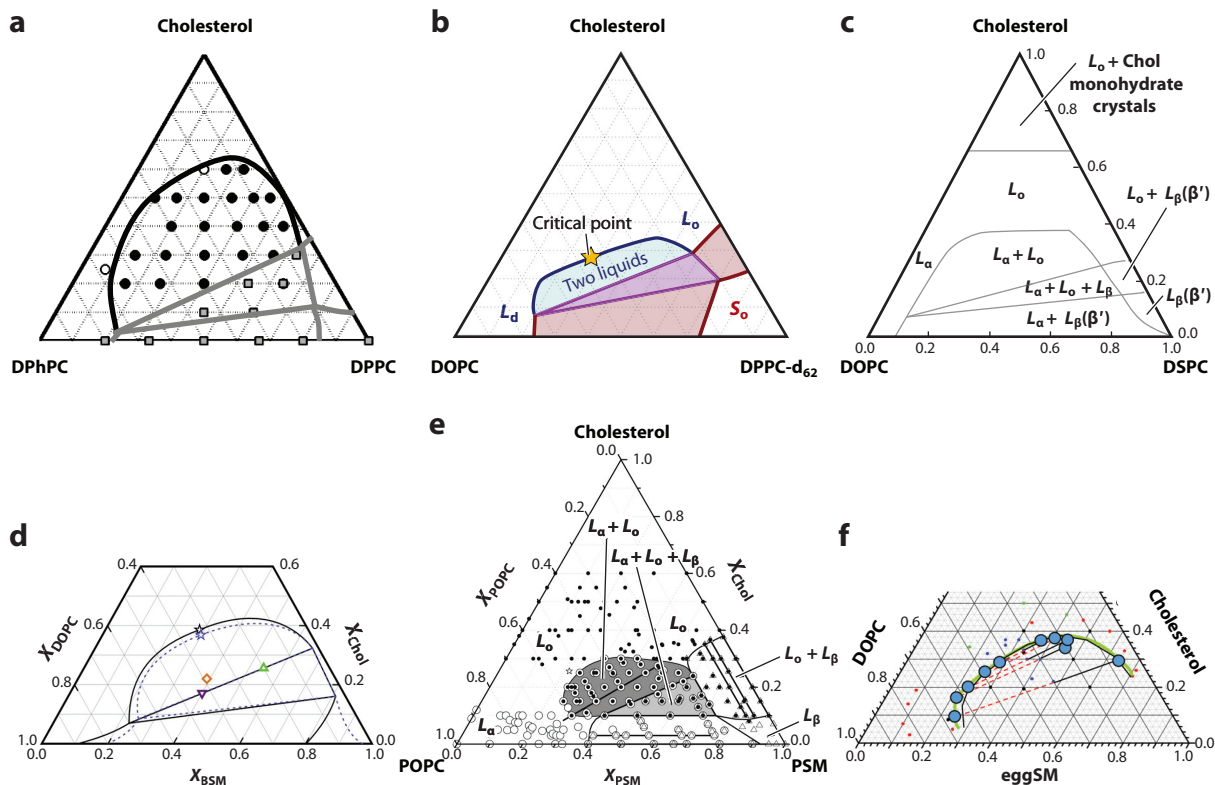 a
Cholesterol
DPhPC
DPPC
b
Cholesterol
Critical point
Two liquids
Lo
Ld
So
DOPC
DPPC-d62
c
Cholesterol
1.0
Lo + Chol
monohydrate
crystals
0.8
0.6
Lo
Lo + Lβ(β′)
0.4
Lα
Lα + Lo
0.2
Lα + Lo + Lβ
Lβ(β′)
Lα + Lβ(β′)
0.0
0.0
0.2
0.4
0.6
0.8
1.0
DOPC
DSPC
d
0.4
0.6
XDOPC
0.4
XChol
0.8
0.2
1.0
0.0
0.0
0.2
0.4
0.6
0.8
1.0
XBSM
e
Cholesterol
0.0
1.0
0.2
0.8
Lα + Lo
Lα + Lo + Lβ
XPOPC
0.4
0.6
XChol
0.6
Lo
Lo
0.4
Lo + Lβ
0.8
0.2
Lα
Lβ
1.0
0.0
0.0
0.2
0.4
0.6
0.8
1.0
POPC
XPSM
PSM
f
DOPC
Cholesterol
0.6
0.4
0.8
0.2
1.0
0.0
0.0
0.2
0.4
0.6
0.8
1.0
eggSM